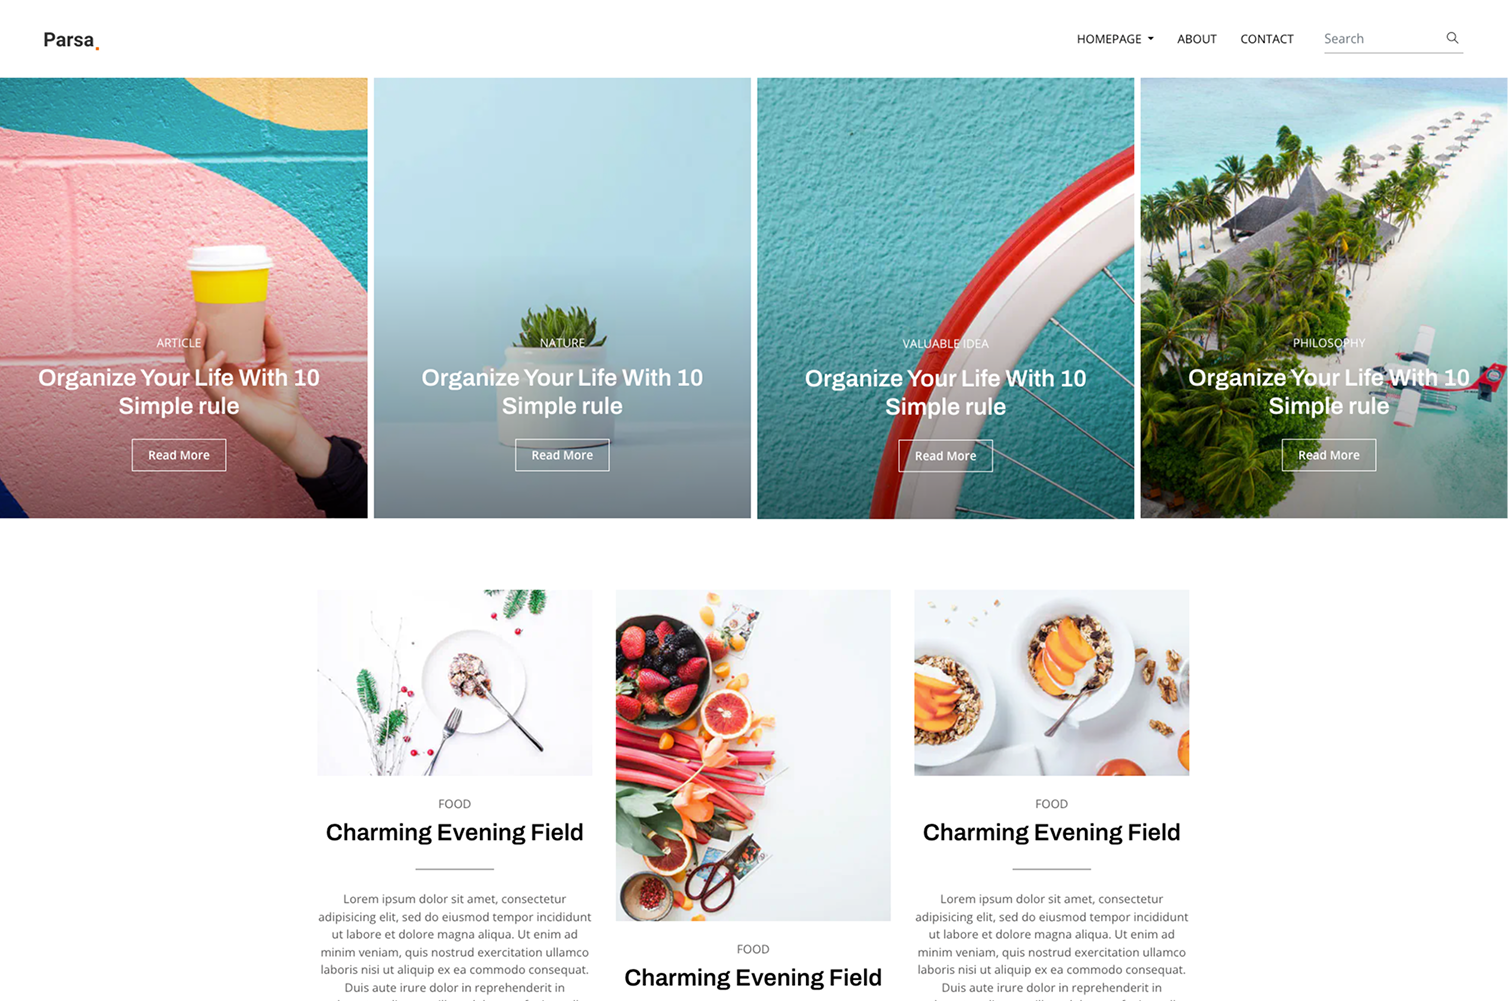 Parsa.
HOMEPAGE
ABOUT
CONTACT
Search
ARTICLE
Organize Your Life With 10
Simple rule
Read More
NATURE
Organize Your Life With 10
Simple rule
Read More
VALUABLE IDEA
Organize Your Life With 10
Simple rule
Read More
PHILOSOPHY
Organize Your Life With 10
Simple rule
Read More
FOOD
Charming Evening Field
Lorem ipsum dolor sit amet, consectetur
adipisicing elit, sed do eiusmod tempor incididunt
ut labore et dolore magna aliqua. Ut enim ad
minim veniam, quis nostrud exercitation ullamco
laboris nisi ut aliquip ex ea commodo consequat.
Duis aute irure dolor in reprehenderit in
FOOD
Charming Evening Field
FOOD
Charming Evening Field
Lorem ipsum dolor sit amet, consectetur
adipisicing elit, sed do eiusmod tempor incididunt
ut labore et dolore magna aliqua. Ut enim ad
minim veniam, quis nostrud exercitation ullamco
laboris nisi ut aliquip ex ea commodo consequat.
Duis aute irure dolor in reprehenderit in